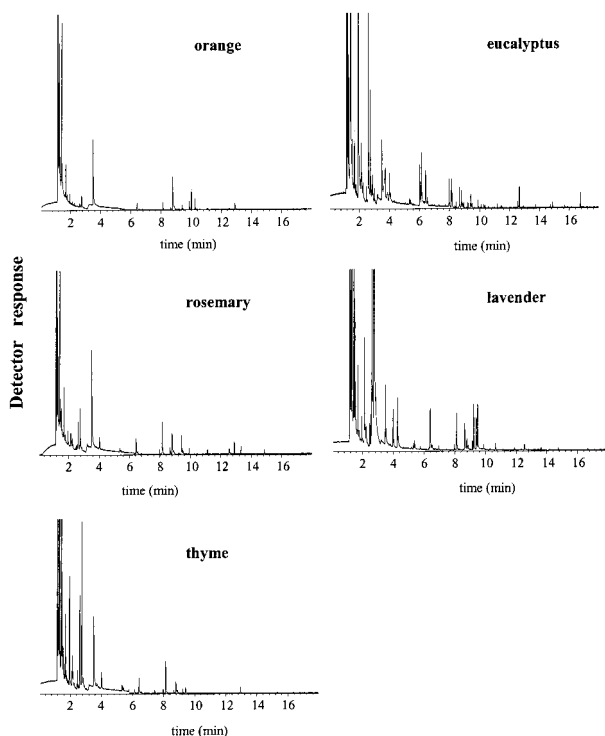 orange
2 4 6 8 10 12 14 16
time (min)
eucalyptus
2 4 6 8 10 12 14 16
time (min)
Detector response
rosemary
2 4 6 8 10 12 14 16
time (min)
lavender
2 4 6 8 10 12 14 16
time (min)
thyme
2 4 6 8 10 12 14 16
time (min)